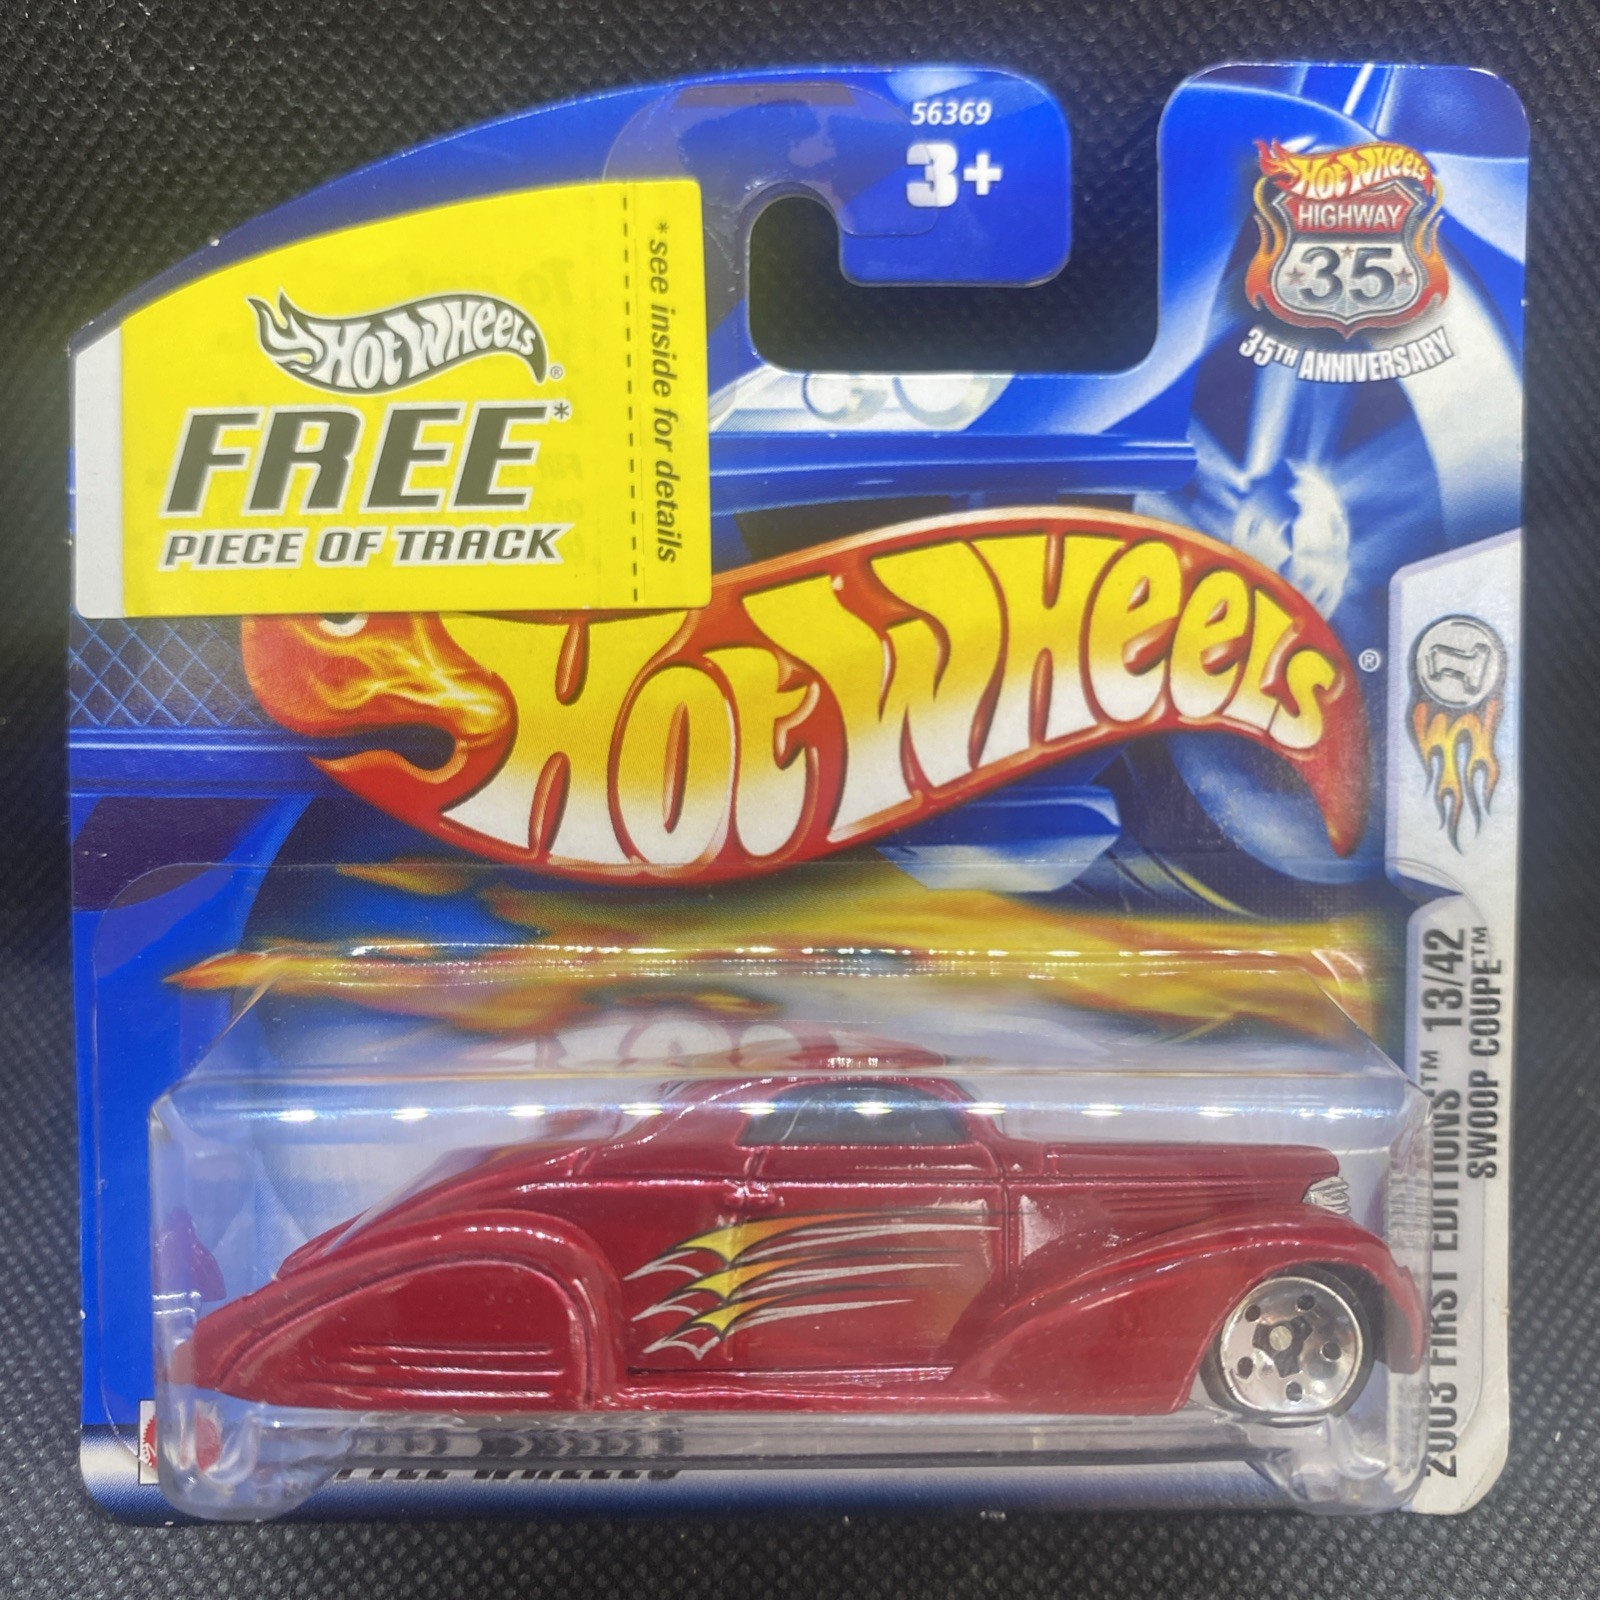 56369
3+
HOT WHEELS
HIGHWAY
35
35TH ANNIVERSARY
HOT WHEELS®
FREE*
PIECE OF TRACK
*see inside for details
HOT WHEELS®
1
2003 FIRST EDITIONS™ 13/42
SWOOP COUPE™